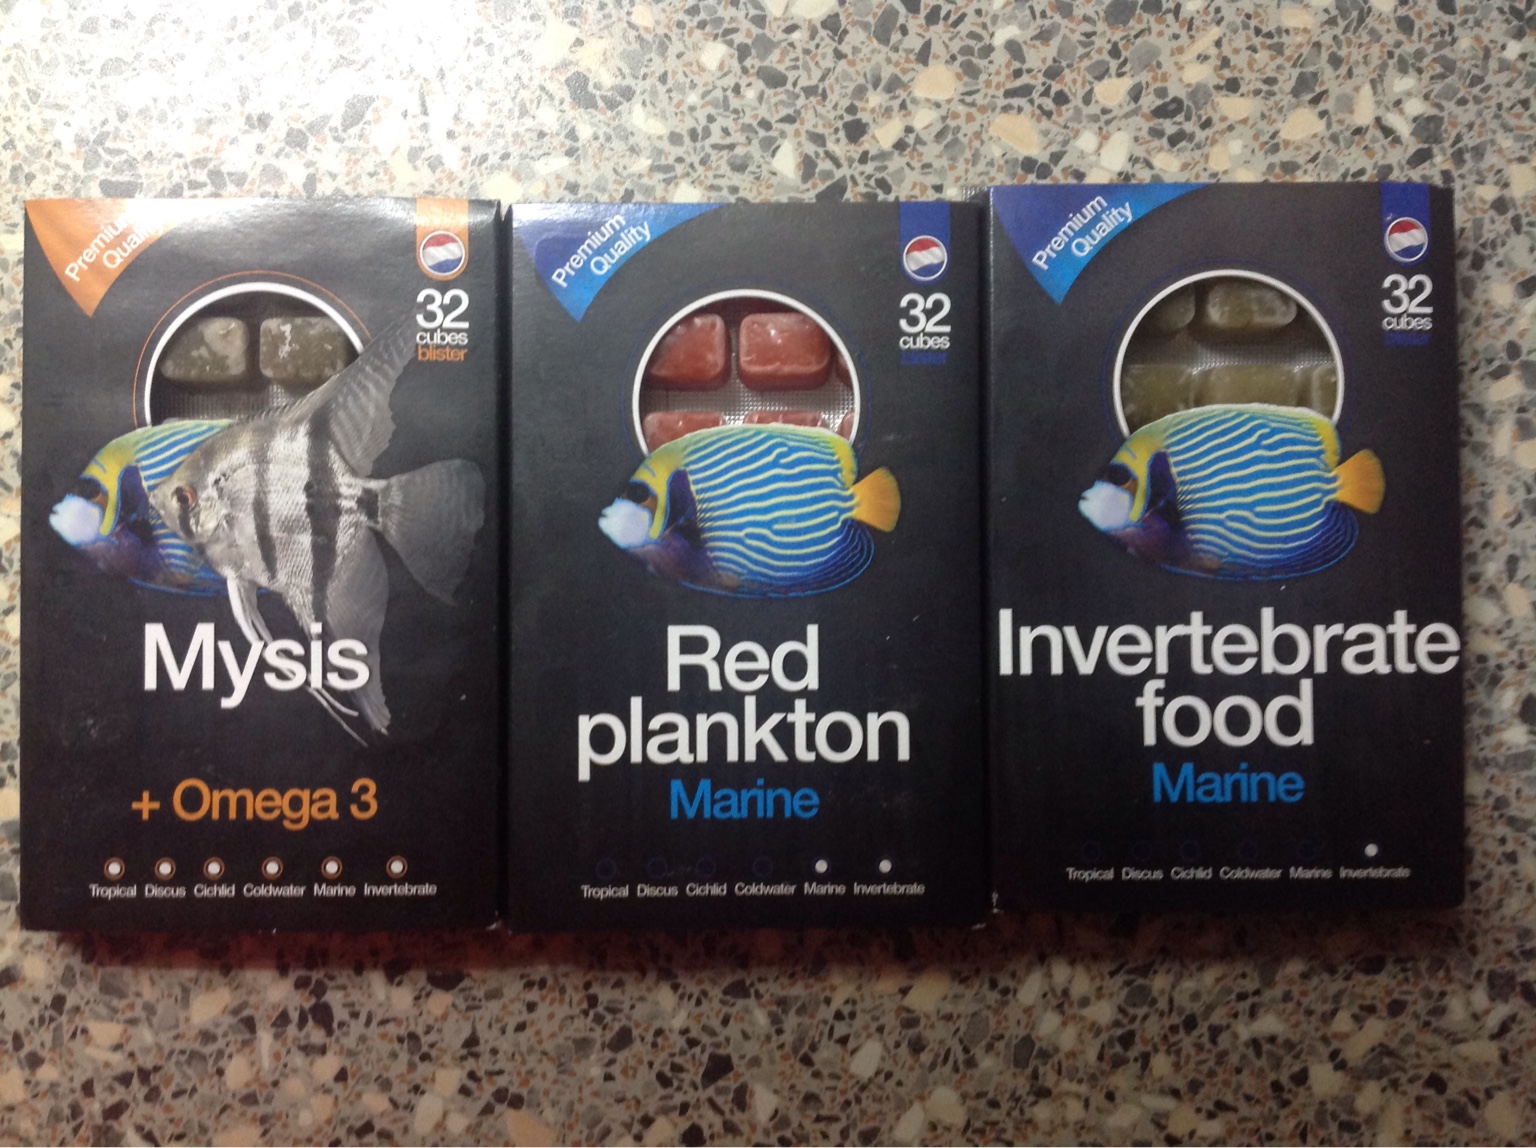 Premium
Quality
32
cubes
blister
Mysis
+ Omega 3
Tropical Discus Cichlid Coldwater Marine Invertebrate
Premium
Quality
32
cubes
blister
Red
plankton
Marine
Tropical Discus Cichlid Coldwater Marine Invertebrate
Premium
Quality
32
cubes
Invertebrate
food
Marine
Tropical Discus Cichlid Coldwater Marine Invertebrate